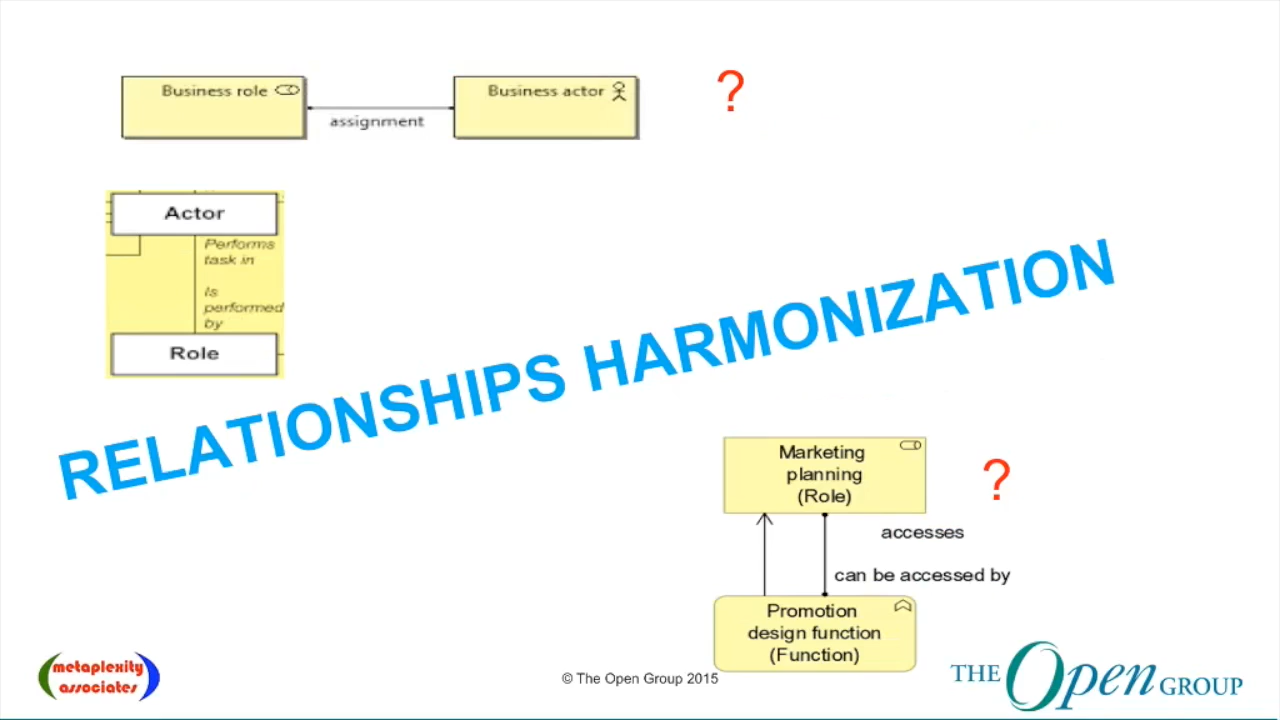 Business role
Business actor
?
assignment
Actor
Performs
task in
Is
performed
by
Role
RELATIONSHIPS HARMONIZATION
Marketing
planning
(Role)
?
accesses
can be accessed by
Promotion
design function
(Function)
metaplexity
associates
© The Open Group 2015
THE Open GROUP